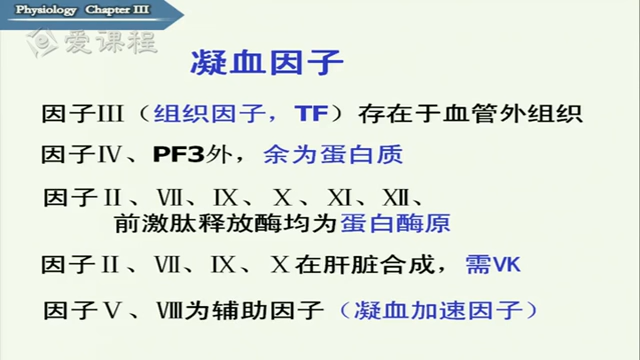 Physiology Chapter III
爱课程
凝血因子
因子Ⅲ（组织因子，TF）存在于血管外组织
因子Ⅳ、PF3外，余为蛋白质
因子Ⅱ、Ⅶ、Ⅸ、Ⅹ、Ⅺ、Ⅻ、
前激肽释放酶均为蛋白酶原
因子Ⅱ、Ⅶ、Ⅸ、Ⅹ在肝脏合成，需VK
因子Ⅴ、Ⅷ为辅助因子（凝血加速因子）